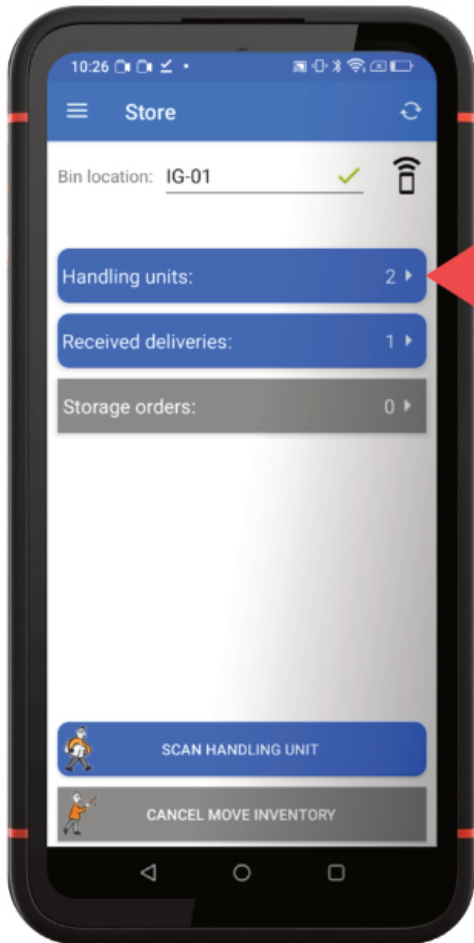 10:26
Store
Bin location: IG-01
Handling units: 2
Received deliveries: 1
Storage orders: 0
SCAN HANDLING UNIT
CANCEL MOVE INVENTORY